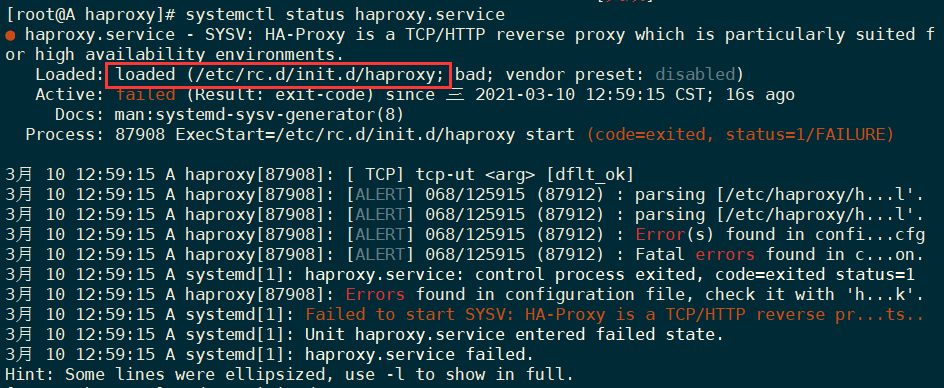 [root@A haproxy]# systemctl status haproxy.service
● haproxy.service - SYSV: HA-Proxy is a TCP/HTTP reverse proxy which is particularly suited f
or high availability environments.
Loaded: loaded (/etc/rc.d/init.d/haproxy; bad; vendor preset: disabled)
Active: failed (Result: exit-code) since 三 2021-03-10 12:59:15 CST; 16s ago
Docs: man:systemd-sysv-generator(8)
Process: 87908 ExecStart=/etc/rc.d/init.d/haproxy start (code=exited, status=1/FAILURE)
3月 10 12:59:15 A haproxy[87908]: [ TCP] tcp-ut <arg> [dflt_ok]
3月 10 12:59:15 A haproxy[87908]: [ALERT] 068/125915 (87912) : parsing [/etc/haproxy/h...l'.
3月 10 12:59:15 A haproxy[87908]: [ALERT] 068/125915 (87912) : parsing [/etc/haproxy/h...l'.
3月 10 12:59:15 A haproxy[87908]: [ALERT] 068/125915 (87912) : Error(s) found in confi...cfg
3月 10 12:59:15 A haproxy[87908]: [ALERT] 068/125915 (87912) : Fatal errors found in c...on.
3月 10 12:59:15 A systemd[1]: haproxy.service: control process exited, code=exited status=1
3月 10 12:59:15 A haproxy[87908]: Errors found in configuration file, check it with 'h...k'.
3月 10 12:59:15 A systemd[1]: Failed to start SYSV: HA-Proxy is a TCP/HTTP reverse pr...ts..
3月 10 12:59:15 A systemd[1]: Unit haproxy.service entered failed state.
3月 10 12:59:15 A systemd[1]: haproxy.service failed.
Hint: Some lines were ellipsized, use -l to show in full.